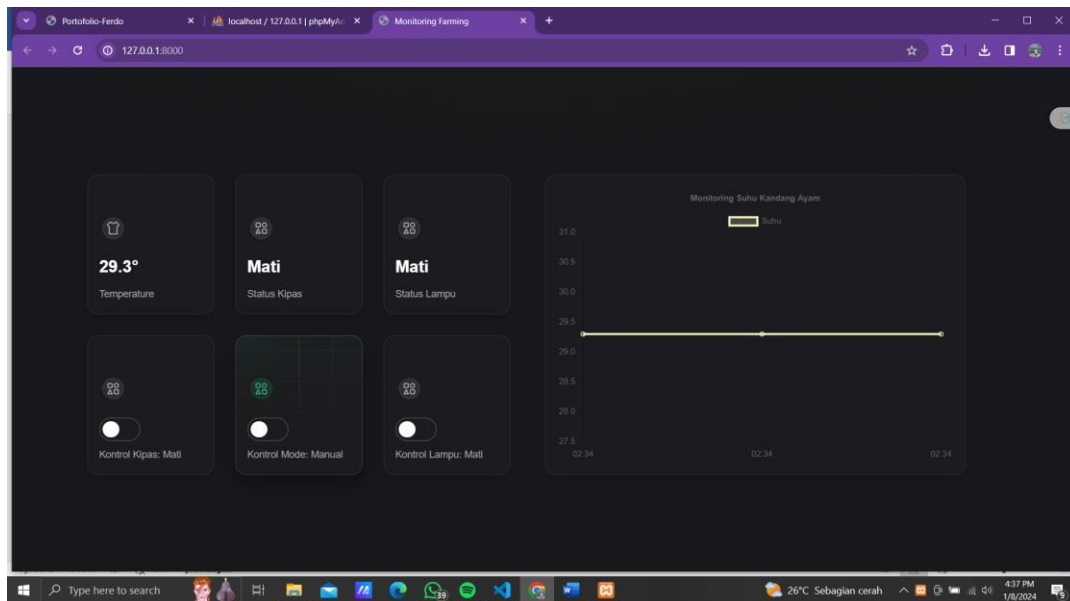 Portofolio-Ferdo
localhost / 127.0.0.1 | phpMyAd
Monitoring Farming
127.0.0.1:8000
29.3°
Temperature
Mati
Status Kipas
Mati
Status Lampu
Kontrol Kipas: Mati
Kontrol Mode: Manual
Kontrol Lampu: Mati
Monitoring Suhu Kandang Ayam
Suhu
31.0
30.5
30.0
29.5
29.0
28.5
28.0
27.5
02:34 02:34 02:34
Type here to search
39
26°C Sebagian cerah
4:37 PM
1/8/2024
9